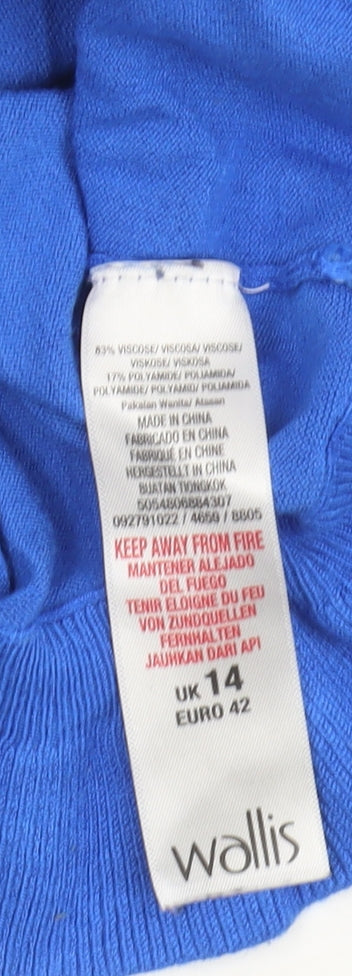 83% VISCOSE/ VISCOSA/ VISCOSE/
VISKOSE/ VISKOSA
17% POLYAMIDE/ POLIAMIDA/
POLYAMIDE/ POLYAMID/ POLIAMIDA
Pakaian Wanita/ Atasan
MADE IN CHINA
FABRICADO EN CHINA
FABRIQUÉ EN CHINE
HERGESTELLT IN CHINA
BUATAN TIONGKOK
5054806884307
092791022 / 4659 / 8805
KEEP AWAY FROM FIRE
MANTENER ALEJADO
DEL FUEGO
TENIR ELOIGNE DU FEU
VON ZUNDQUELLEN
FERNHALTEN
JAUHKAN DARI API
UK 14
EURO 42
wallis